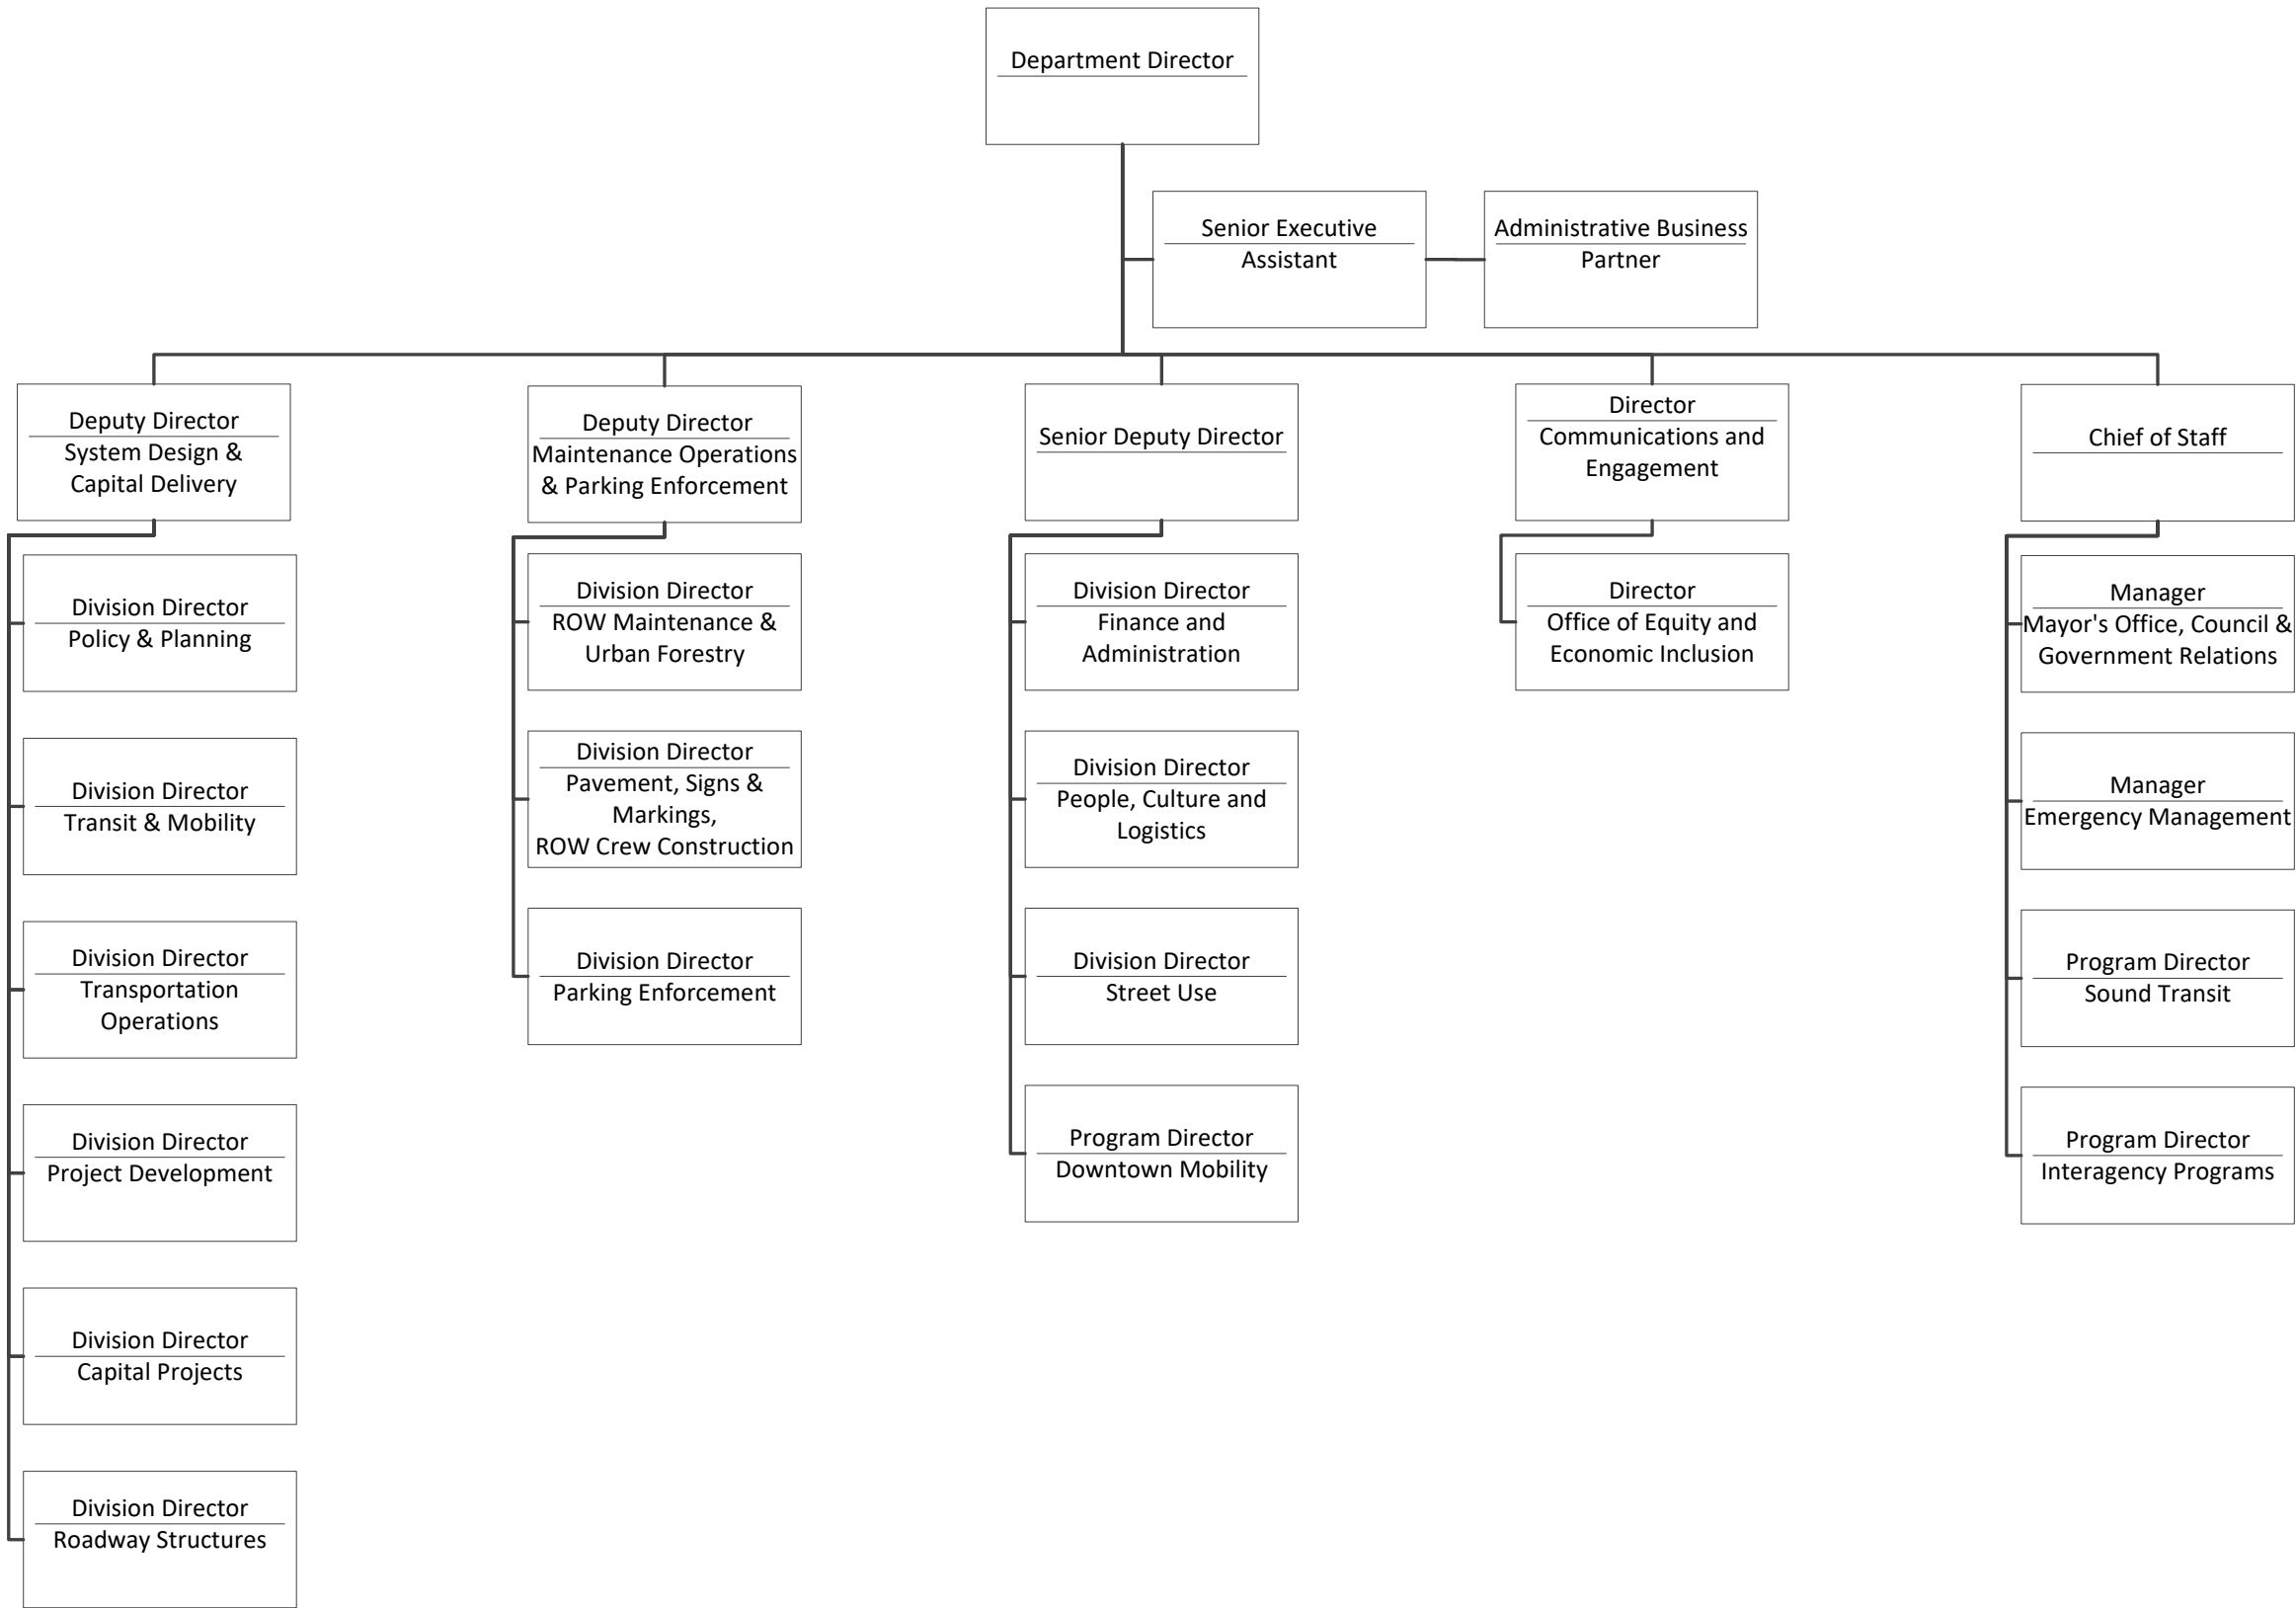 Department Director
Senior Executive
Assistant
Administrative Business
Partner
Deputy Director
System Design &
Capital Delivery
Deputy Director
Maintenance Operations
& Parking Enforcement
Senior Deputy Director
Director
Communications and
Engagement
Chief of Staff
Division Director
Policy & Planning
Division Director
Transit & Mobility
Division Director
Transportation
Operations
Division Director
Project Development
Division Director
Capital Projects
Division Director
Roadway Structures
Division Director
ROW Maintenance &
Urban Forestry
Division Director
Pavement, Signs &
Markings,
ROW Crew Construction
Division Director
Parking Enforcement
Division Director
Finance and
Administration
Division Director
People, Culture and
Logistics
Division Director
Street Use
Program Director
Downtown Mobility
Director
Office of Equity and
Economic Inclusion
Manager
Mayor's Office, Council &
Government Relations
Manager
Emergency Management
Program Director
Sound Transit
Program Director
Interagency Programs